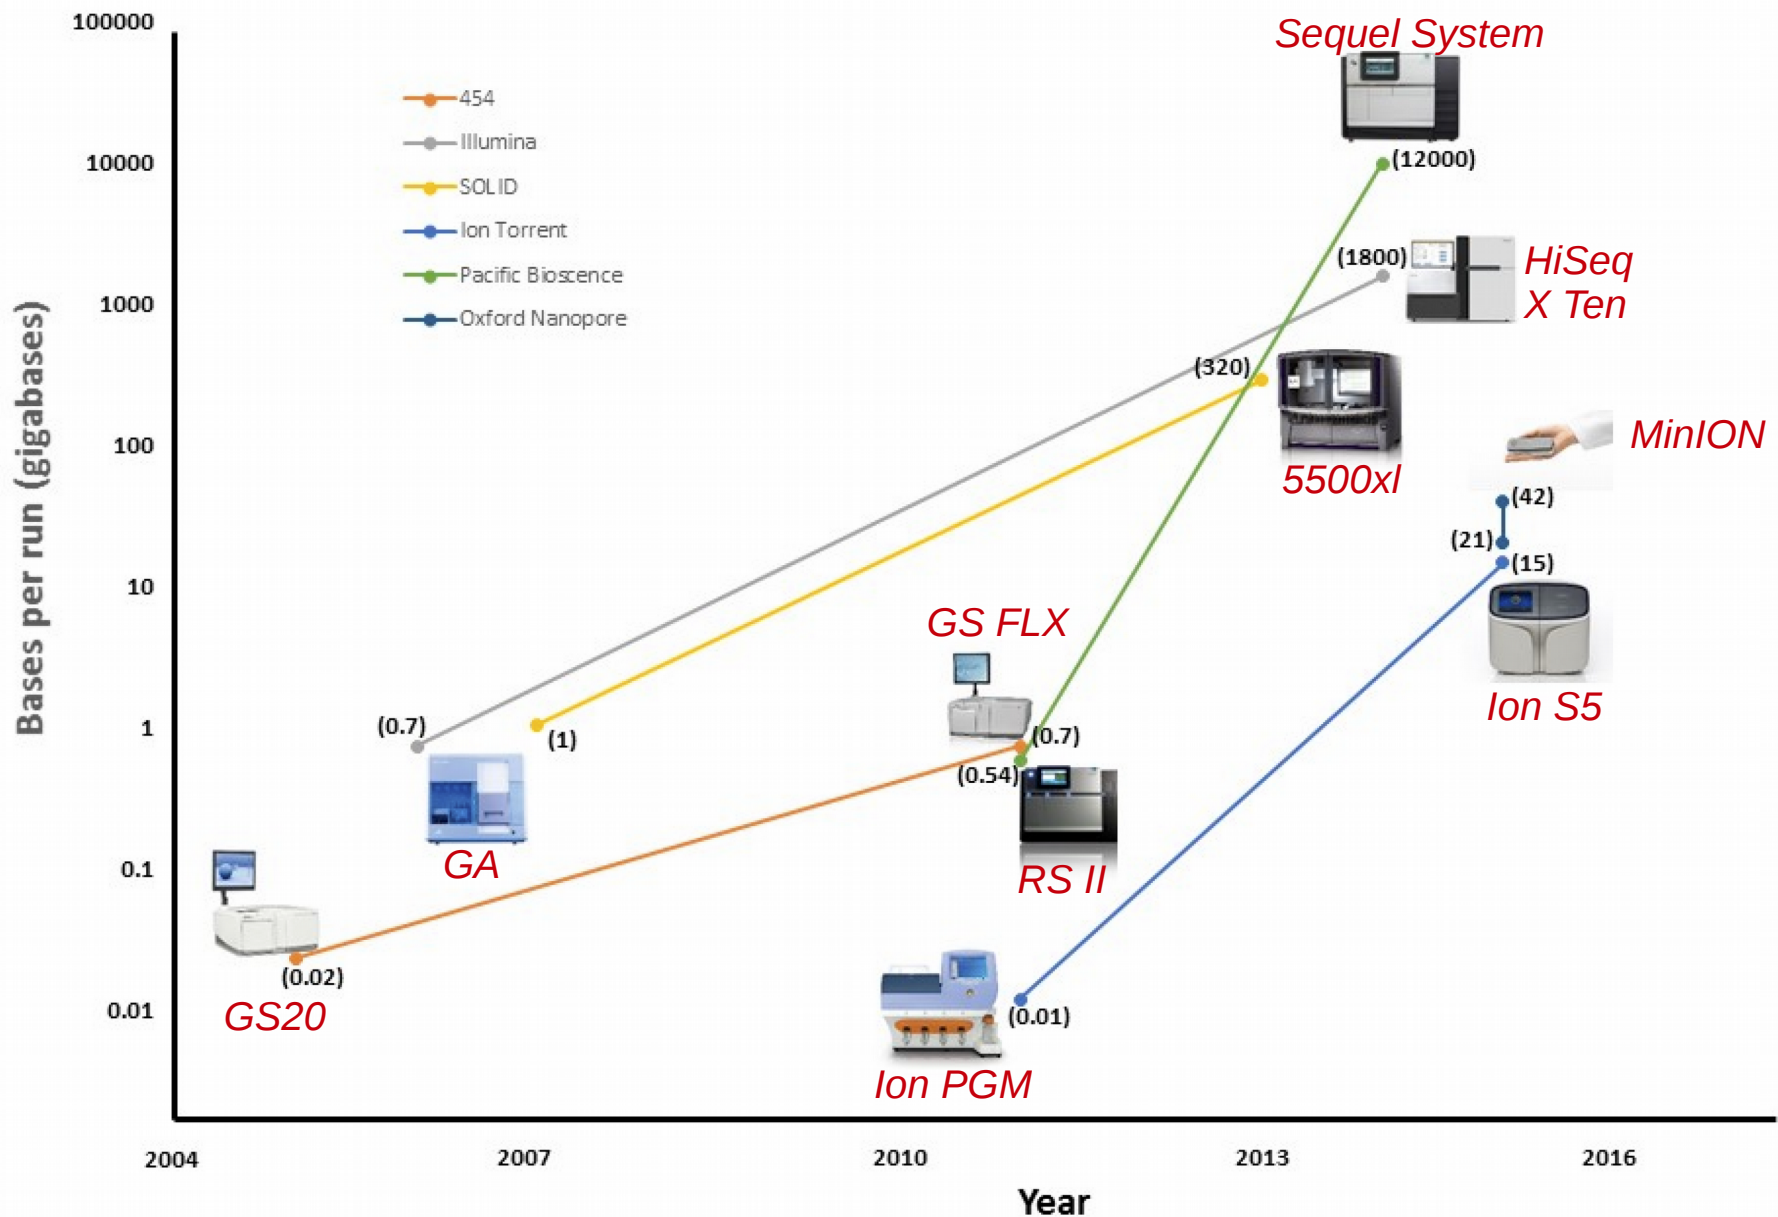 100000
10000
1000
100
10
1
0.1
0.01
Bases per run (gigabases)
454
Illumina
SOLID
Ion Torrent
Pacific Bioscence
Oxford Nanopore
Sequel System
(12000)
(1800)
HiSeq
X Ten
(320)
5500xl
MinION
(42)
(21)
(15)
Ion S5
GS FLX
(0.7)
(0.54)
RS II
(0.7)
(1)
GA
(0.02)
GS20
(0.01)
Ion PGM
2004
2007
2010
2013
2016
Year